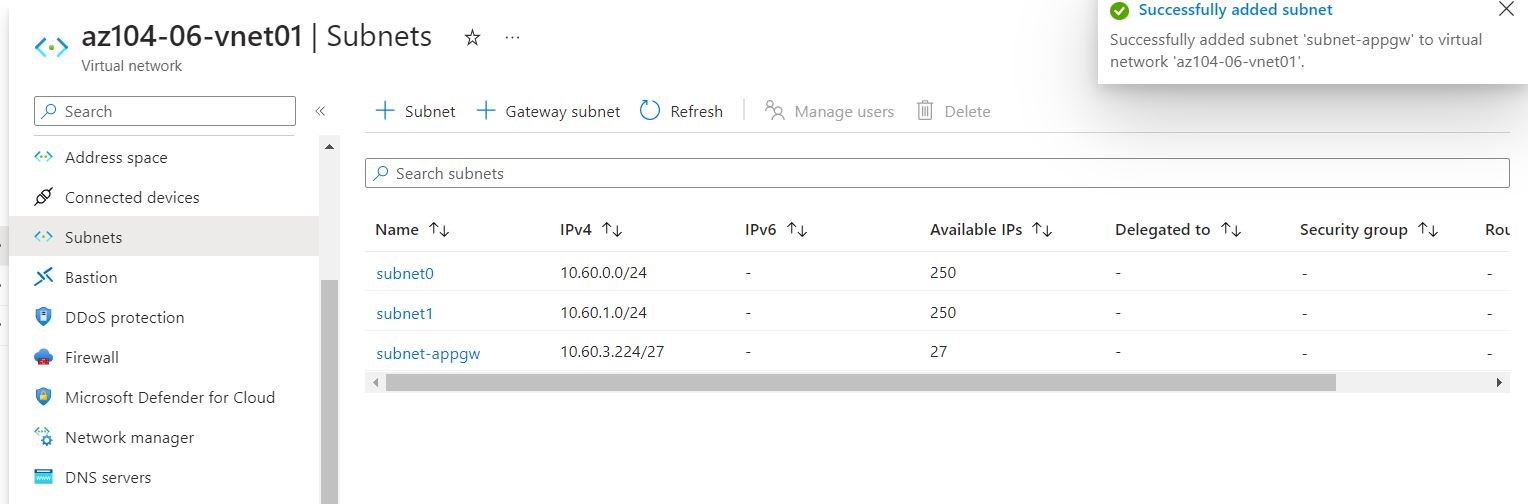 az104-06-vnet01 | Subnets
Virtual network
Successfully added subnet
Successfully added subnet 'subnet-appgw' to virtual
network 'az104-06-vnet01'.
Search
«
Address space
Connected devices
Subnets
Bastion
DDoS protection
Firewall
Microsoft Defender for Cloud
Network manager
DNS servers
+ Subnet + Gateway subnet Refresh Manage users Delete
Search subnets
Name ↑↓ IPv4 ↑↓ IPv6 ↑↓ Available IPs ↑↓ Delegated to ↑↓ Security group ↑↓ Rou
subnet0 10.60.0.0/24 - 250 - - -
subnet1 10.60.1.0/24 - 250 - - -
subnet-appgw 10.60.3.224/27 - 27 - - -